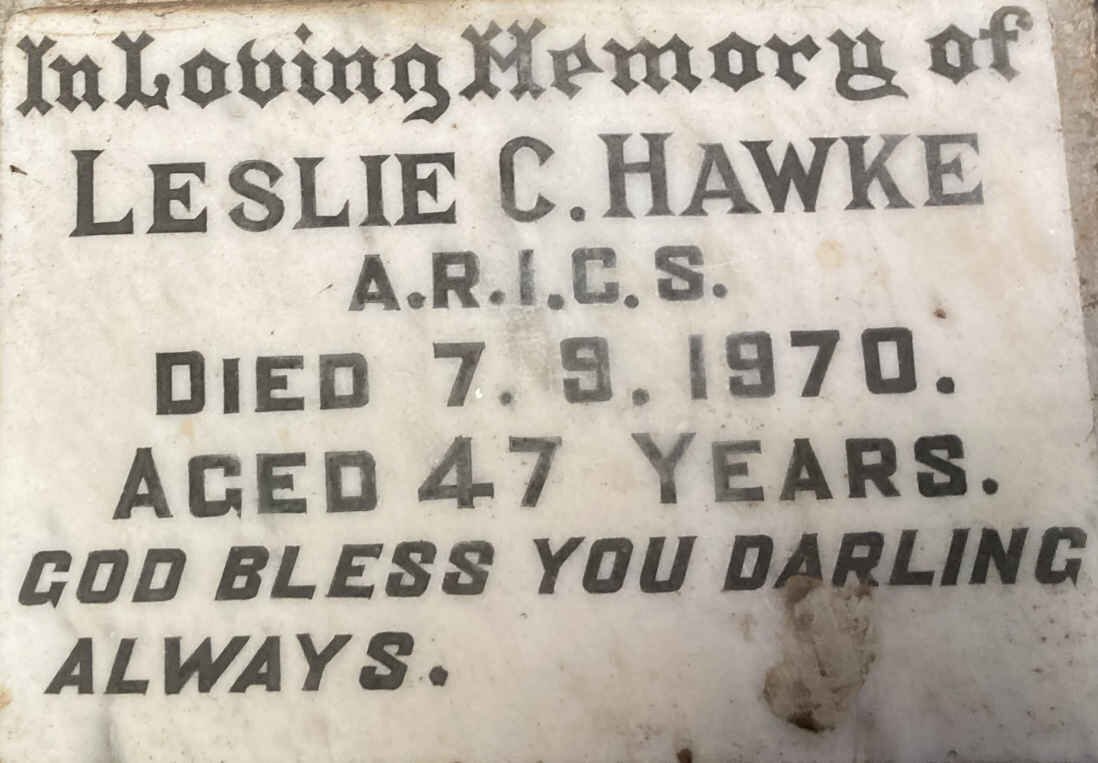 In Loving Memory of
LESLIE C. HAWKE
A.R.I.C.S.
DIED 7. 9. 1970.
AGED 47 YEARS.
GOD BLESS YOU DARLING
ALWAYS.